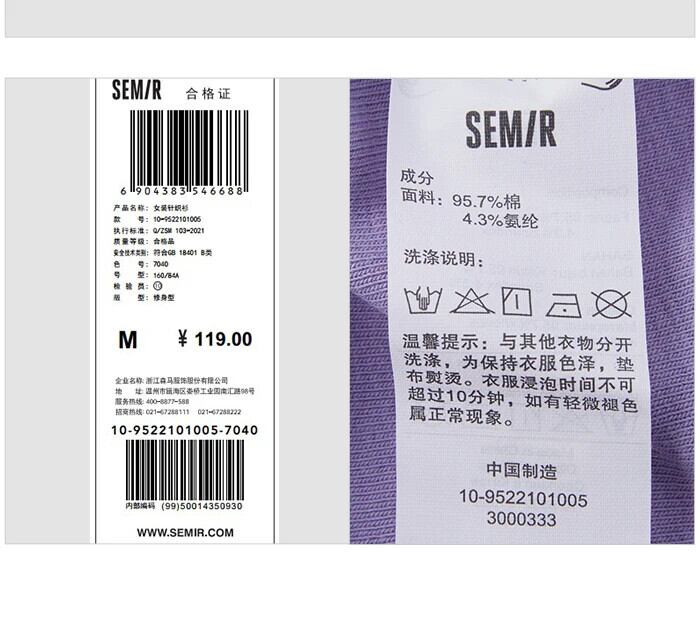 SEMIR 合格证
6 904383 546688
产品名称: 女装针织衫
款 号: 10-9522101005
执行标准: Q/ZSM 103-2021
质量等级: 合格品
安全技术类别: 符合GB 18401 B类
色 号: 7040
号 型: 160/84A
检 验 员: 10
版 型: 修身型
M ¥ 119.00
企业名称: 浙江森马服饰股份有限公司
地 址: 温州市瓯海区娄桥工业园南汇路98号
服务热线: 400-8877-588
招商热线: 021-67288111 021-67288222
10-9522101005-7040
内部编码 (99)50014350930
WWW.SEMIR.COM
SEMIR
成分
面料: 95.7%棉
4.3%氨纶
洗涤说明:
温馨提示: 与其他衣物分开
洗涤, 为保持衣服色泽, 垫
布熨烫。衣服浸泡时间不可
超过10分钟, 如有轻微褪色
属正常现象。
中国制造
10-9522101005
3000333